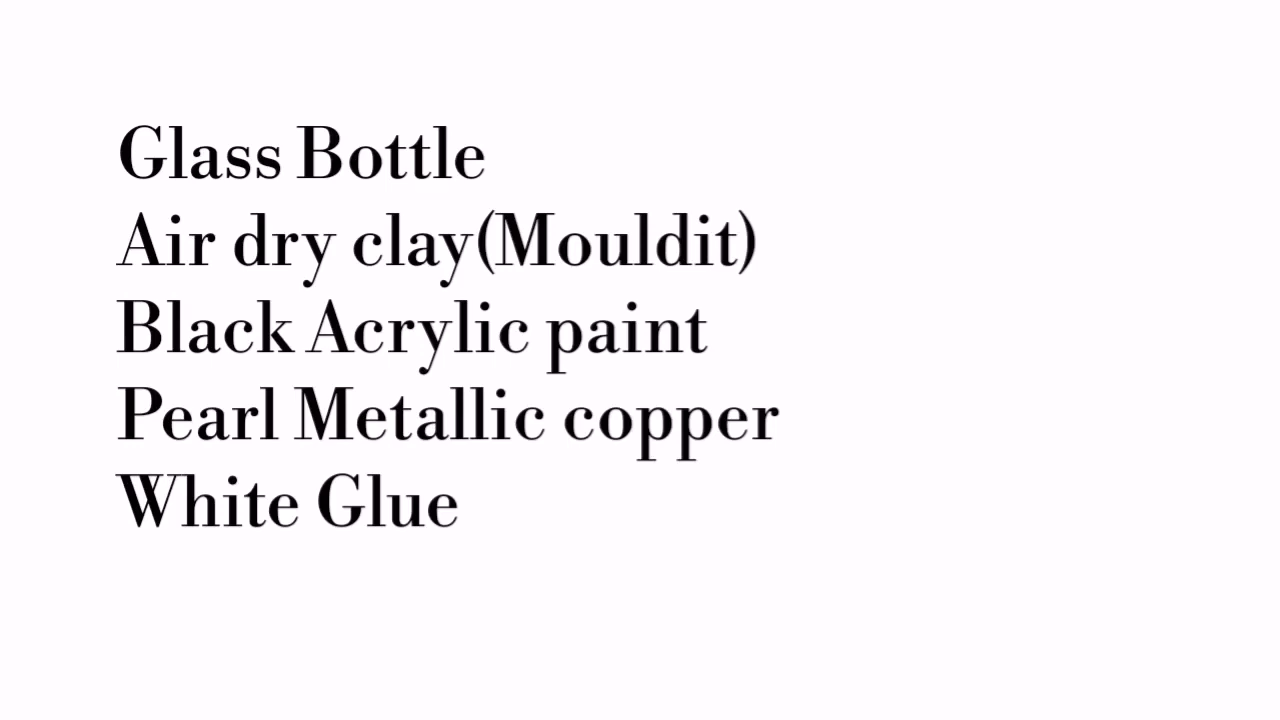 Glass Bottle
Air dry clay(Mouldit)
Black Acrylic paint
Pearl Metallic copper
White Glue